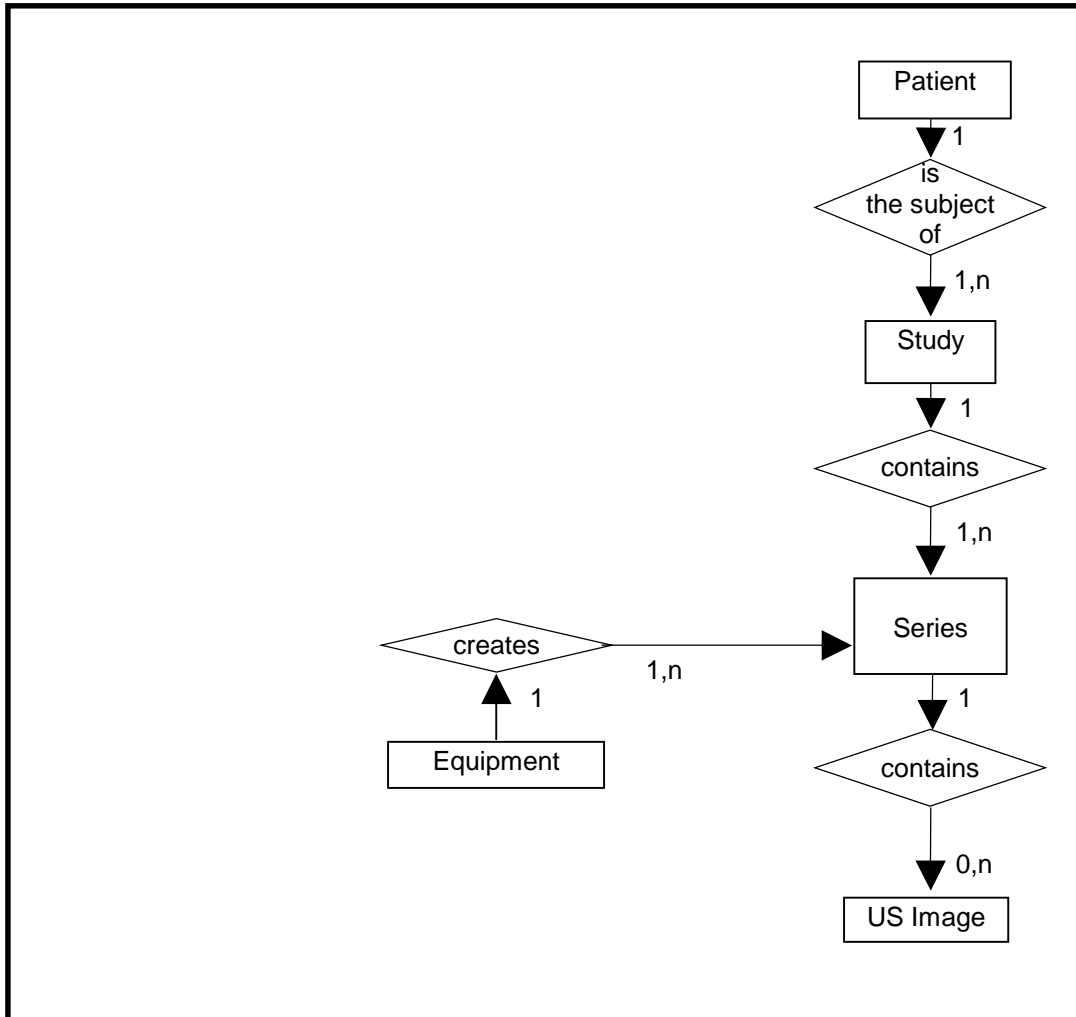 Patient
1
is
the subject
of
1,n
Study
1
contains
1,n
Series
creates
1,n
1
1
Equipment
contains
0,n
US Image